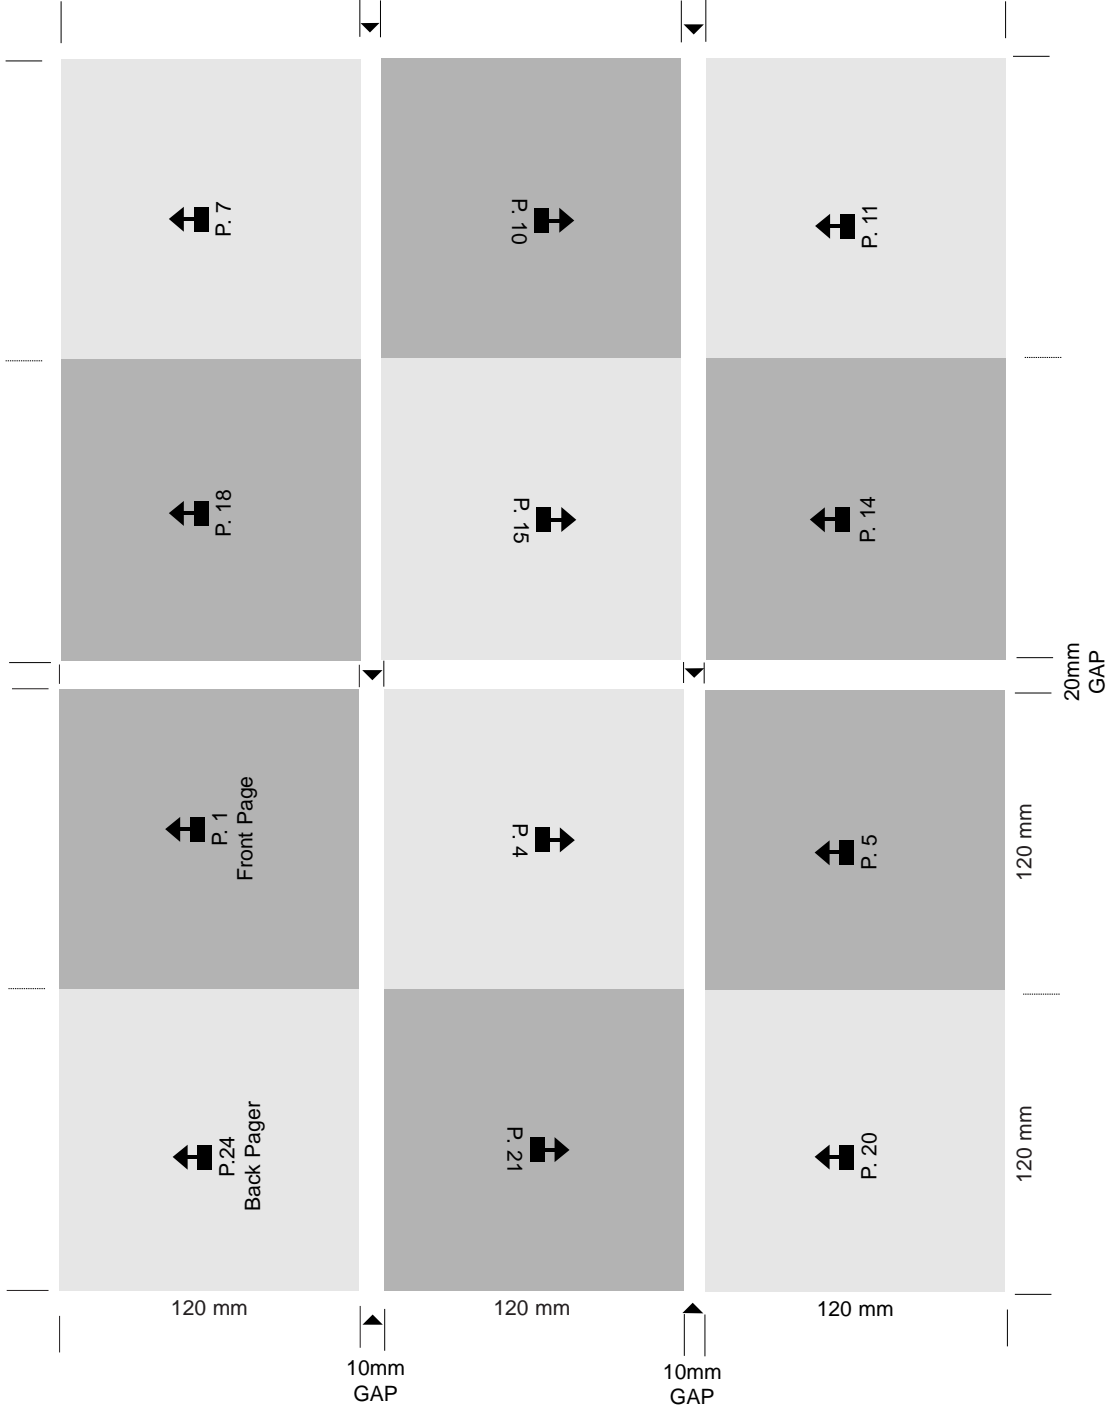 P. 7
P. 10
P. 11
P. 18
P. 15
P. 14
20mm
GAP
P. 1
Front Page
P. 4
P. 5
120 mm
P.24
Back Pager
P. 21
P. 20
120 mm
120 mm
120 mm
120 mm
10mm
GAP
10mm
GAP